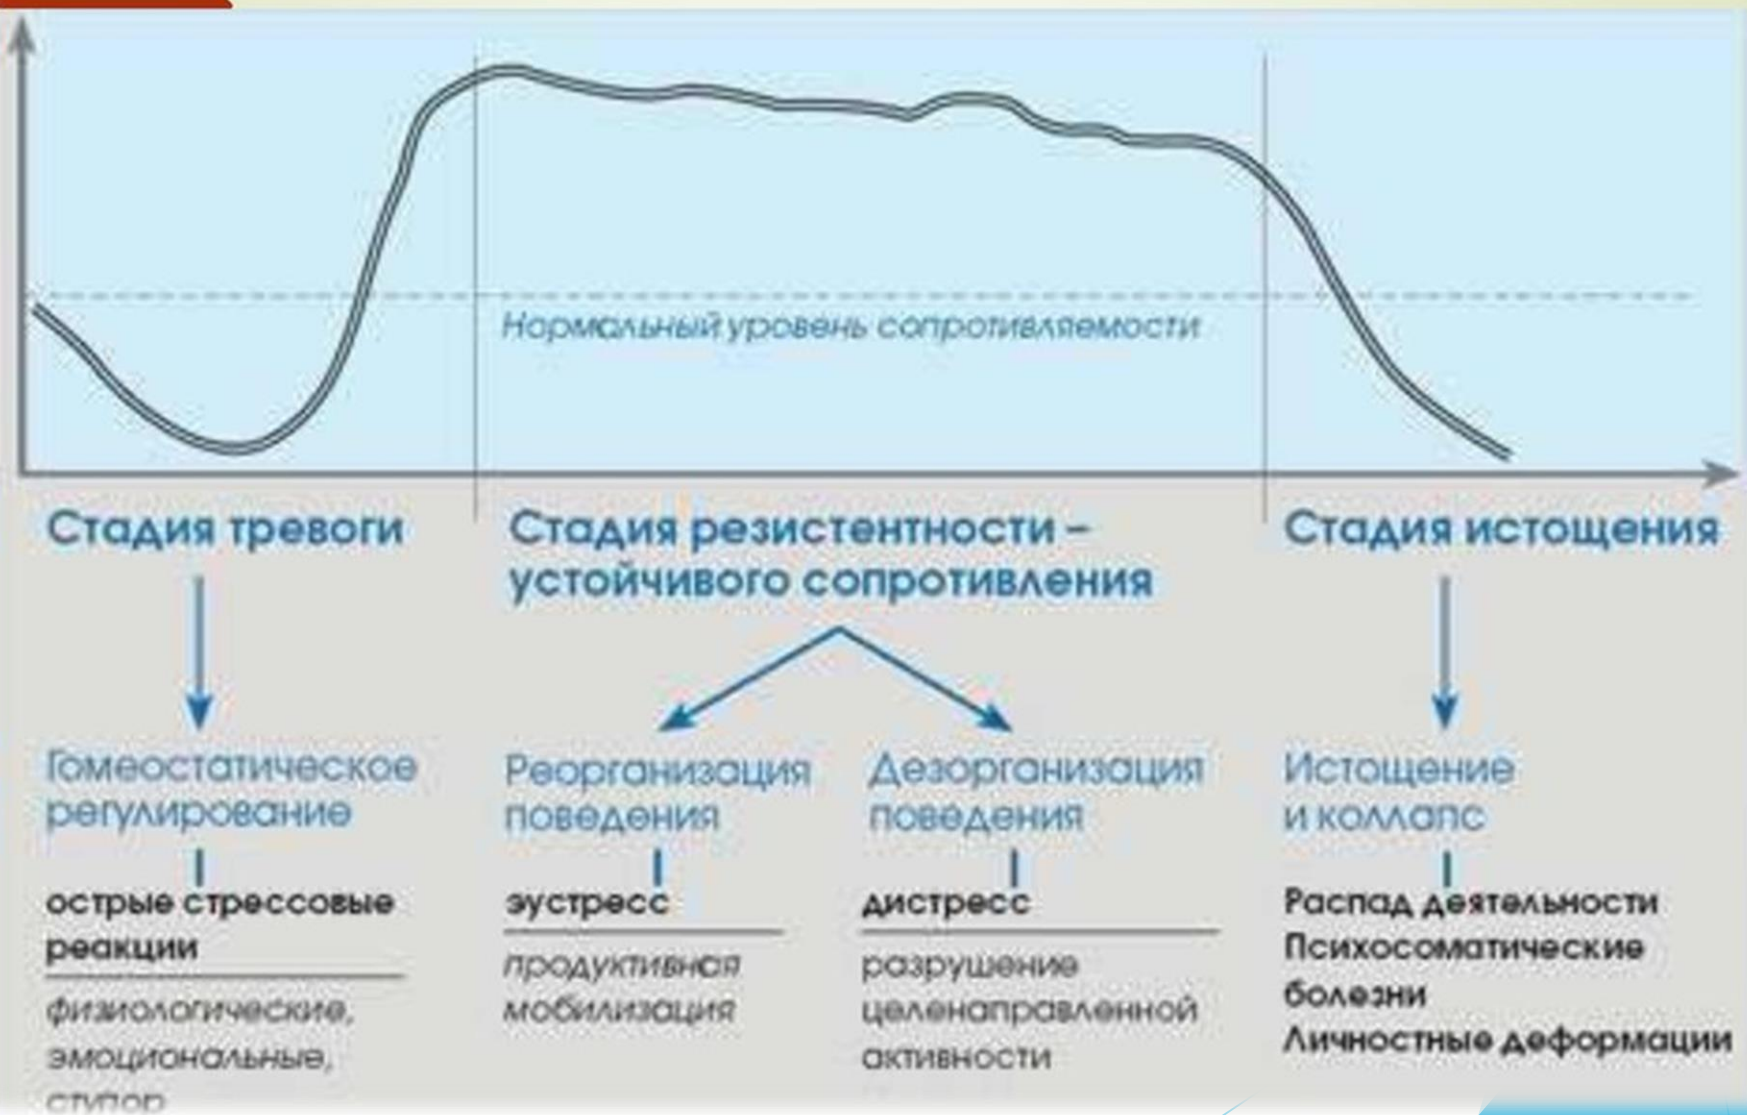 Нормальный уровень сопротивляемости
Стадия тревоги
Гомеостатическое
регулирование
острые стрессовые
реакции
физиологические,
эмоциональные,
ступор
Стадия резистентности –
устойчивого сопротивления
Реорганизация
поведения
эустресс
продуктивная
мобилизация
Дезорганизация
поведения
дистресс
разрушение
целенаправленной
активности
Стадия истощения
Истощение
и коллапс
Распад деятельности
Психосоматические
болезни
Личностные деформации